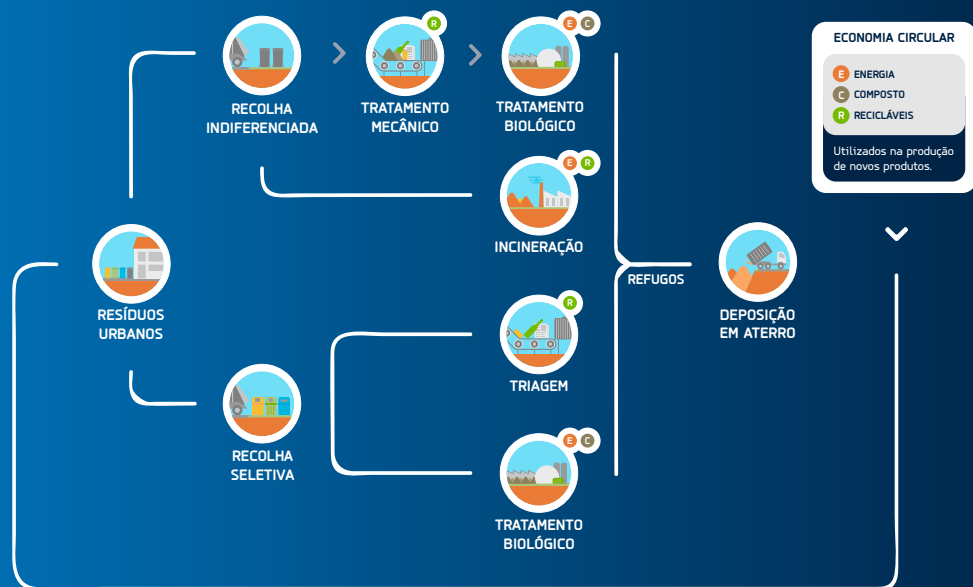 R
E C
ECONOMIA CIRCULAR
E ENERGIA
C COMPOSTO
R RECICLÁVEIS
Utilizados na produção
de novos produtos.
RECOLHA
INDIFERENCIADA
TRATAMENTO
MECÂNICO
TRATAMENTO
BIOLÓGICO
E R
INCINERAÇÃO
RESÍDUOS
URBANOS
REFUGOS
DEPOSIÇÃO
EM ATERRO
R
TRIAGEM
RECOLHA
SELETIVA
E C
TRATAMENTO
BIOLÓGICO